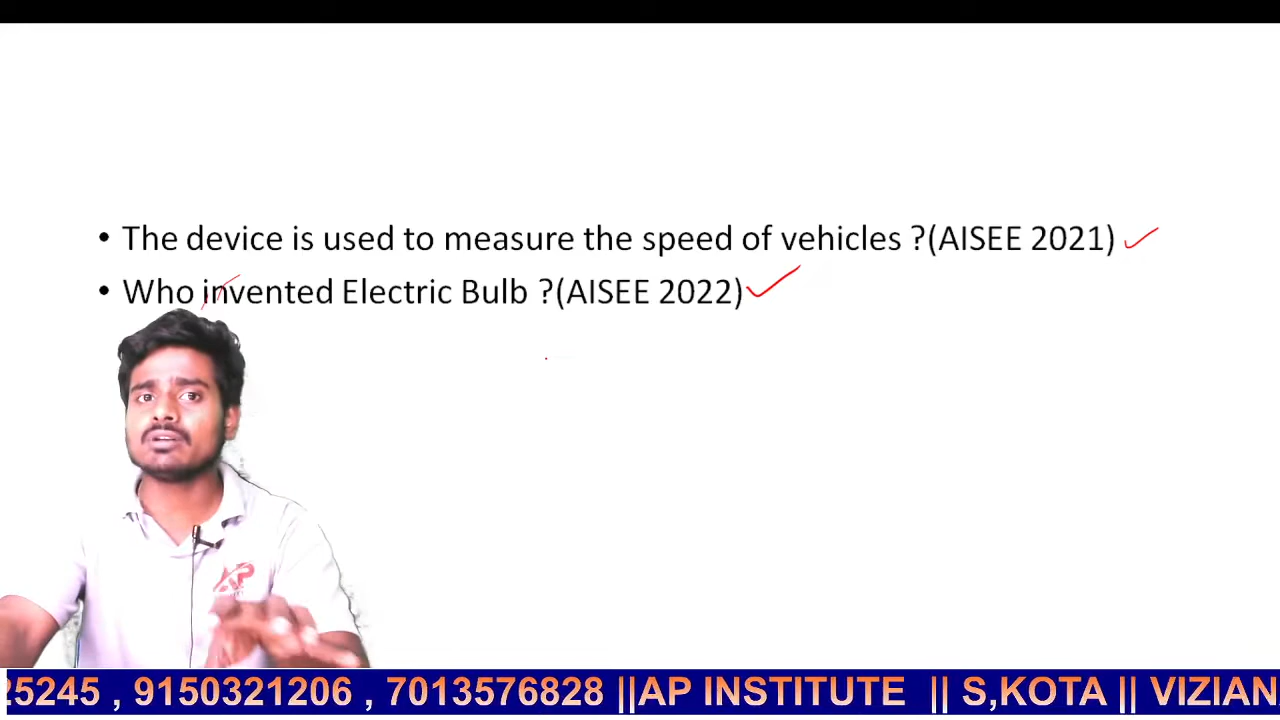 • The device is used to measure the speed of vehicles ?(AISEE 2021)
• Who invented Electric Bulb ?(AISEE 2022)
AP
25245 , 9150321206 , 7013576828 ||AP INSTITUTE || S,KOTA || VIZIAN